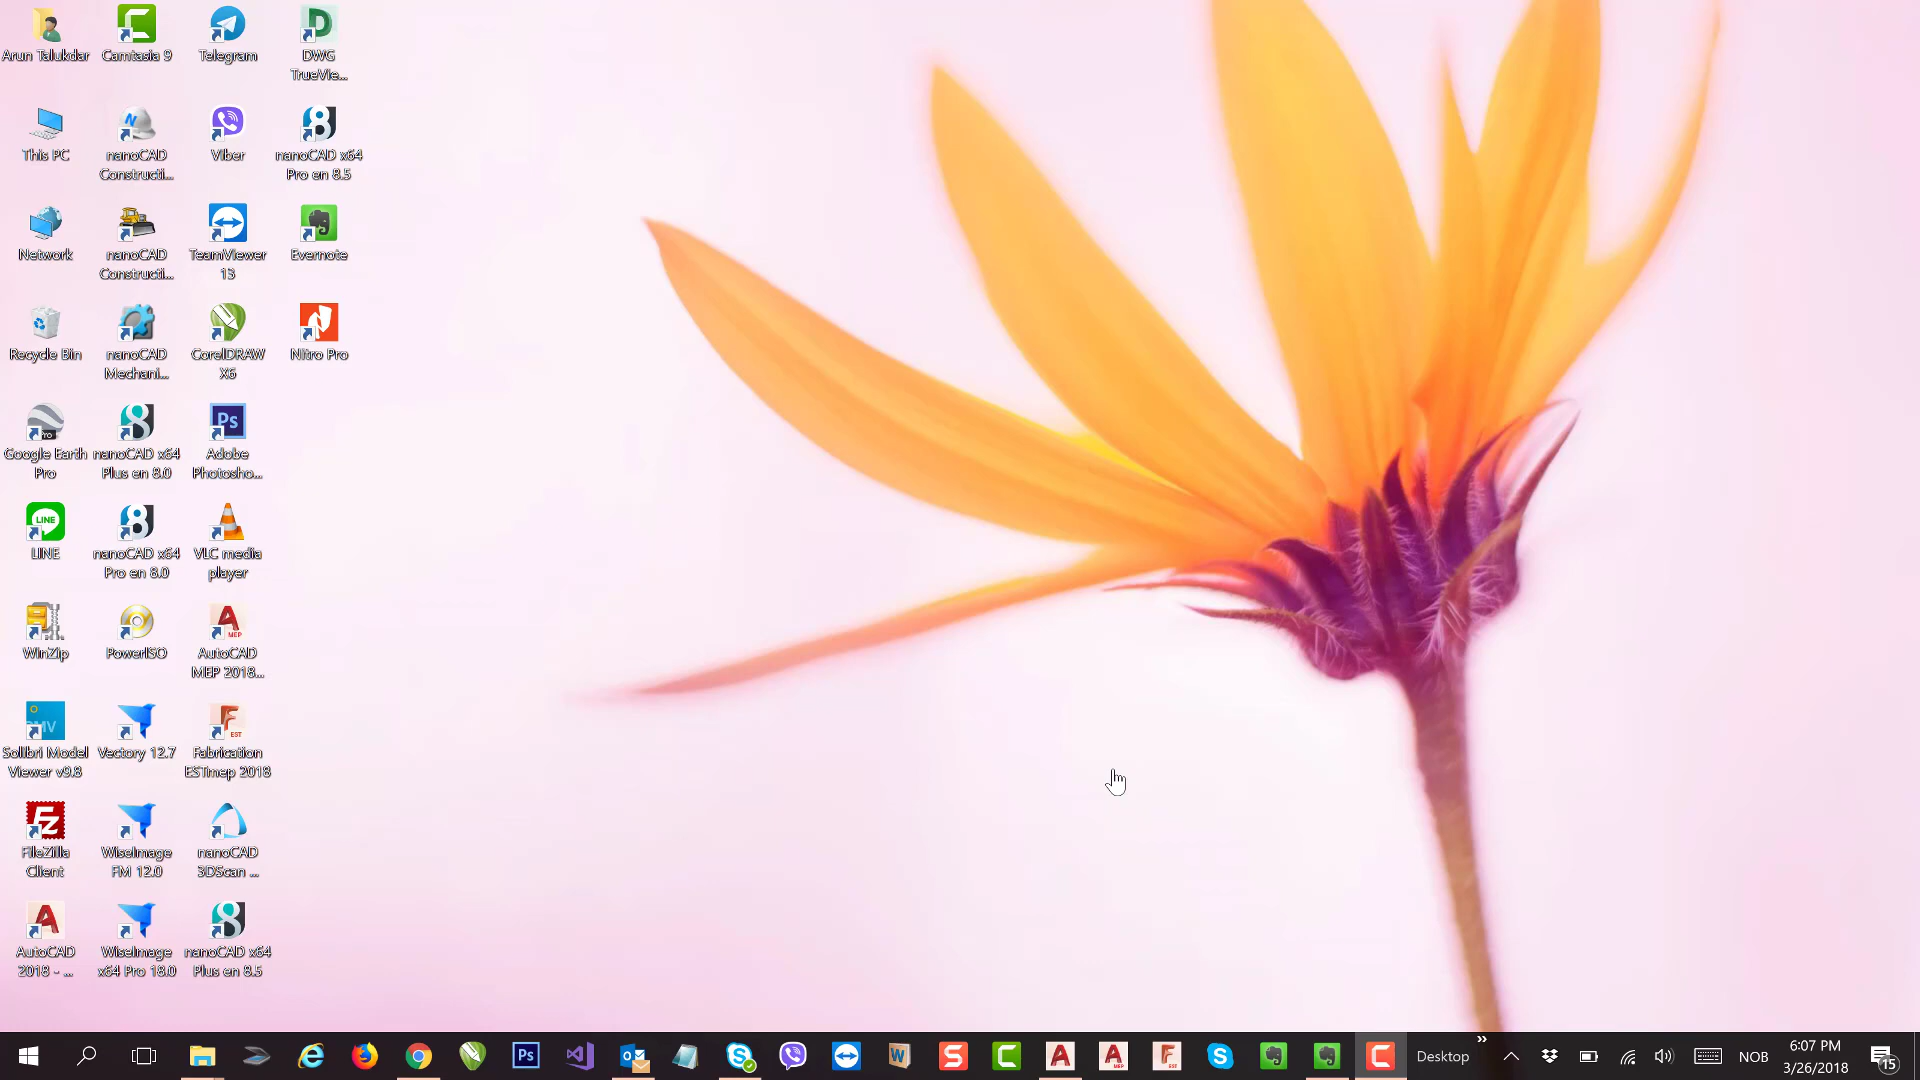 Arun Talukdar
Camtasia 9
Telegram
DWG
TrueVie...
This PC
nanoCAD
Constructi...
Viber
nanoCAD x64
Pro en 8.5
Network
nanoCAD
Constructi...
TeamViewer
13
Evernote
Recycle Bin
nanoCAD
Mechani...
CorelDRAW
X6
Nitro Pro
Google Earth
Pro
nanoCAD x64
Plus en 8.0
Adobe
Photosho...
LINE
nanoCAD x64
Pro en 8.0
VLC media
player
WinZip
PowerISO
AutoCAD
MEP 2018...
Solibri Model
Viewer v9.8
Vectory 12.7
Fabrication
ESTmep 2018
FileZilla
Client
WiseImage
FM 12.0
nanoCAD
3DScan ...
AutoCAD
2018 - ...
WiseImage
x64 Pro 18.0
nanoCAD x64
Plus en 8.5
Desktop
NOB
6:07 PM
3/26/2018
15